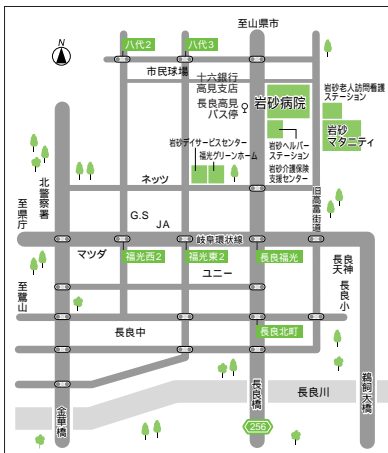 至山県市
N
八代2
八代3
市民球場
十六銀行
高見支店
長良高見
バス停
岩砂病院
岩砂老人訪問看護
ステーション
岩砂
マタニティ
岩砂デイサービスセンター
福光グリーンホーム
岩砂ヘルパー
ステーション
岩砂介護保険
支援センター
北警察署
ネッツ
旧高富街道
至県庁
G.S
JA
岐阜環状線
マツダ
福光西2
福光東2
長良福光
ユニー
長良
天神
長良小
至鷺山
長良中
長良北町
金華橋
長良橋
長良川
鵜飼大橋
256